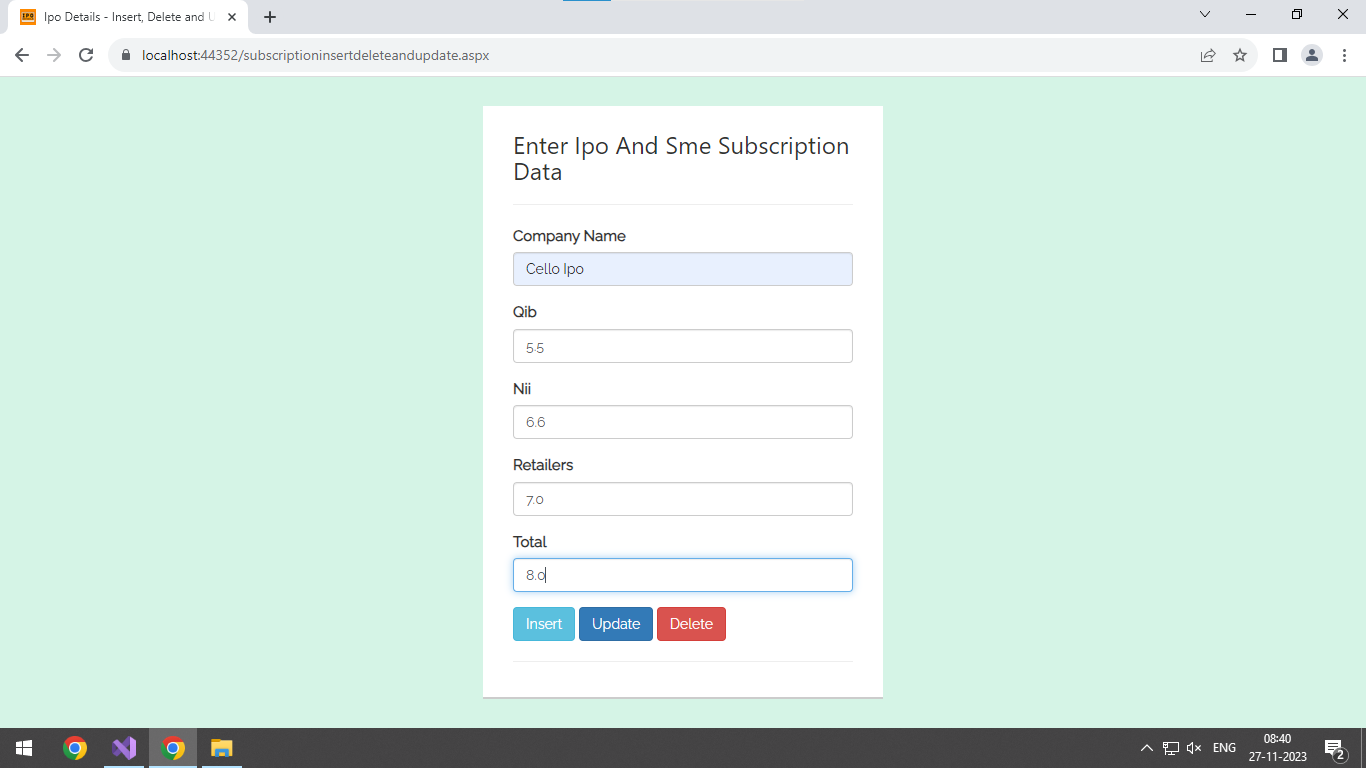 IPO
Ipo Details - Insert, Delete and U
localhost:44352/subscriptioninsertdeleteandupdate.aspx
Enter Ipo And Sme Subscription
Data
Company Name
Cello Ipo
Qib
5.5
Nii
6.6
Retailers
7.0
Total
8.0
Insert Update Delete
ENG
08:40
27-11-2023
2